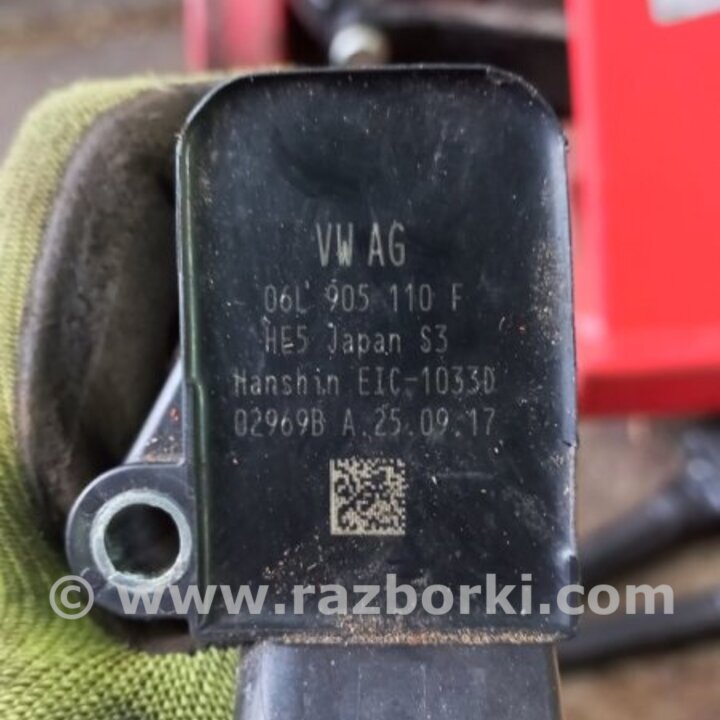 VW AG
06L 905 110 F
HE5 Japan S3
Hanshin EIC-1033D
02969B A 25.09.17
© www.razborki.com